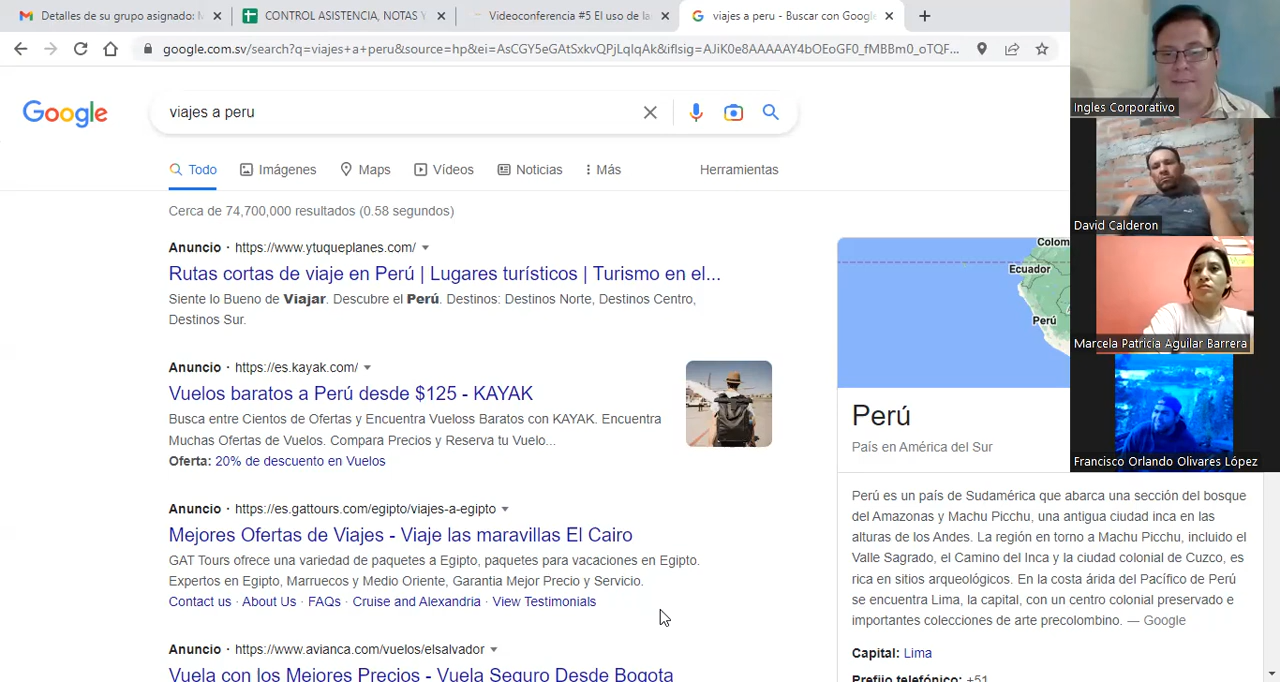 Detalles de su grupo asignado: M
CONTROL ASISTENCIA, NOTAS Y
Videoconferencia #5 El uso de la
viajes a peru - Buscar con Google
google.com.sv/search?q=viajes+a+peru&source=hp&ei=AsCGY5eGAtSxkvQPjLqIqAk&iflsig=AJiK0e8AAAAAY4bOEoGF0_fMBBm0_oTQF...
Google
viajes a peru
Todo
Imágenes
Maps
Vídeos
Noticias
Más
Herramientas
Cerca de 74,700,000 resultados (0.58 segundos)
Anuncio · https://www.ytuqueplanes.com/
Rutas cortas de viaje en Perú | Lugares turísticos | Turismo en el...
Siente lo Bueno de Viajar. Descubre el Perú. Destinos: Destinos Norte, Destinos Centro,
Destinos Sur.
Anuncio · https://es.kayak.com/
Vuelos baratos a Perú desde $125 - KAYAK
Busca entre Cientos de Ofertas y Encuentra Vueloss Baratos con KAYAK. Encuentra
Muchas Ofertas de Vuelos. Compara Precios y Reserva tu Vuelo...
Oferta: 20% de descuento en Vuelos
Anuncio · https://es.gattours.com/egipto/viajes-a-egipto
Mejores Ofertas de Viajes - Viaje las maravillas El Cairo
GAT Tours ofrece una variedad de paquetes a Egipto, paquetes para vacaciones en Egipto.
Expertos en Egipto, Marruecos y Medio Oriente, Garantia Mejor Precio y Servicio.
Contact us · About Us · FAQs · Cruise and Alexandria · View Testimonials
Anuncio · https://www.avianca.com/vuelos/elsalvador
Vuela con los Mejores Precios - Vuela Seguro Desde Bogota
Colom
Ecuador
Perú
Perú
País en América del Sur
Perú es un país de Sudamérica que abarca una sección del bosque
del Amazonas y Machu Picchu, una antigua ciudad inca en las
alturas de los Andes. La región en torno a Machu Picchu, incluido el
Valle Sagrado, el Camino del Inca y la ciudad colonial de Cuzco, es
rica en sitios arqueológicos. En la costa árida del Pacífico de Perú
se encuentra Lima, la capital, con un centro colonial preservado e
importantes colecciones de arte precolombino. — Google
Capital: Lima
Prefijo telefónico: +51
Ingles Corporativo
David Calderon
Marcela Patricia Aguilar Barrera
Francisco Orlando Olivares López